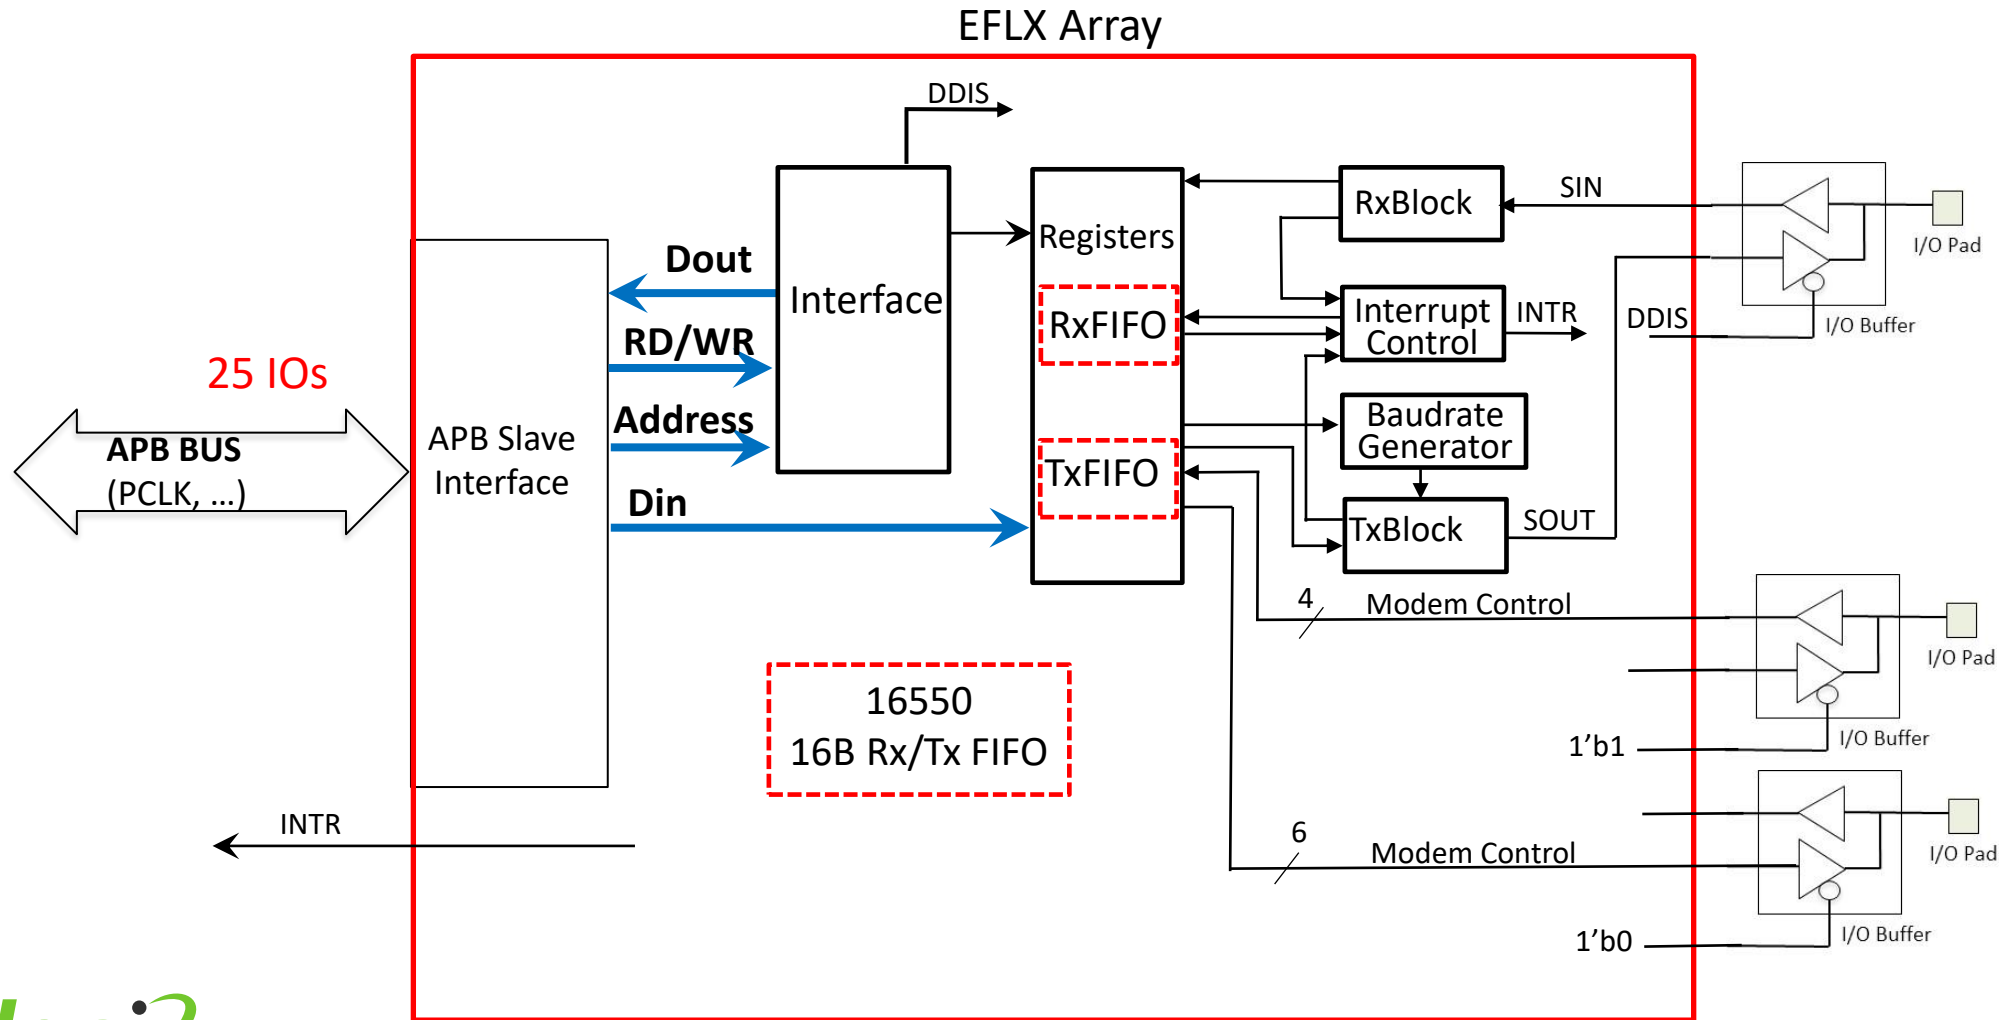 EFLX Array
DDIS
RxBlock
SIN
I/O Pad
Registers
Dout
Interface
RxFIFO
Interrupt
Control
INTR
DDIS
I/O Buffer
RD/WR
25 IOs
Address
Baudrate
Generator
APB BUS
(PCLK, ...)
APB Slave
Interface
TxFIFO
Din
TxBlock
SOUT
4
Modem Control
I/O Pad
16550
16B Rx/Tx FIFO
1'b1
I/O Buffer
INTR
6
Modem Control
I/O Pad
1'b0
I/O Buffer